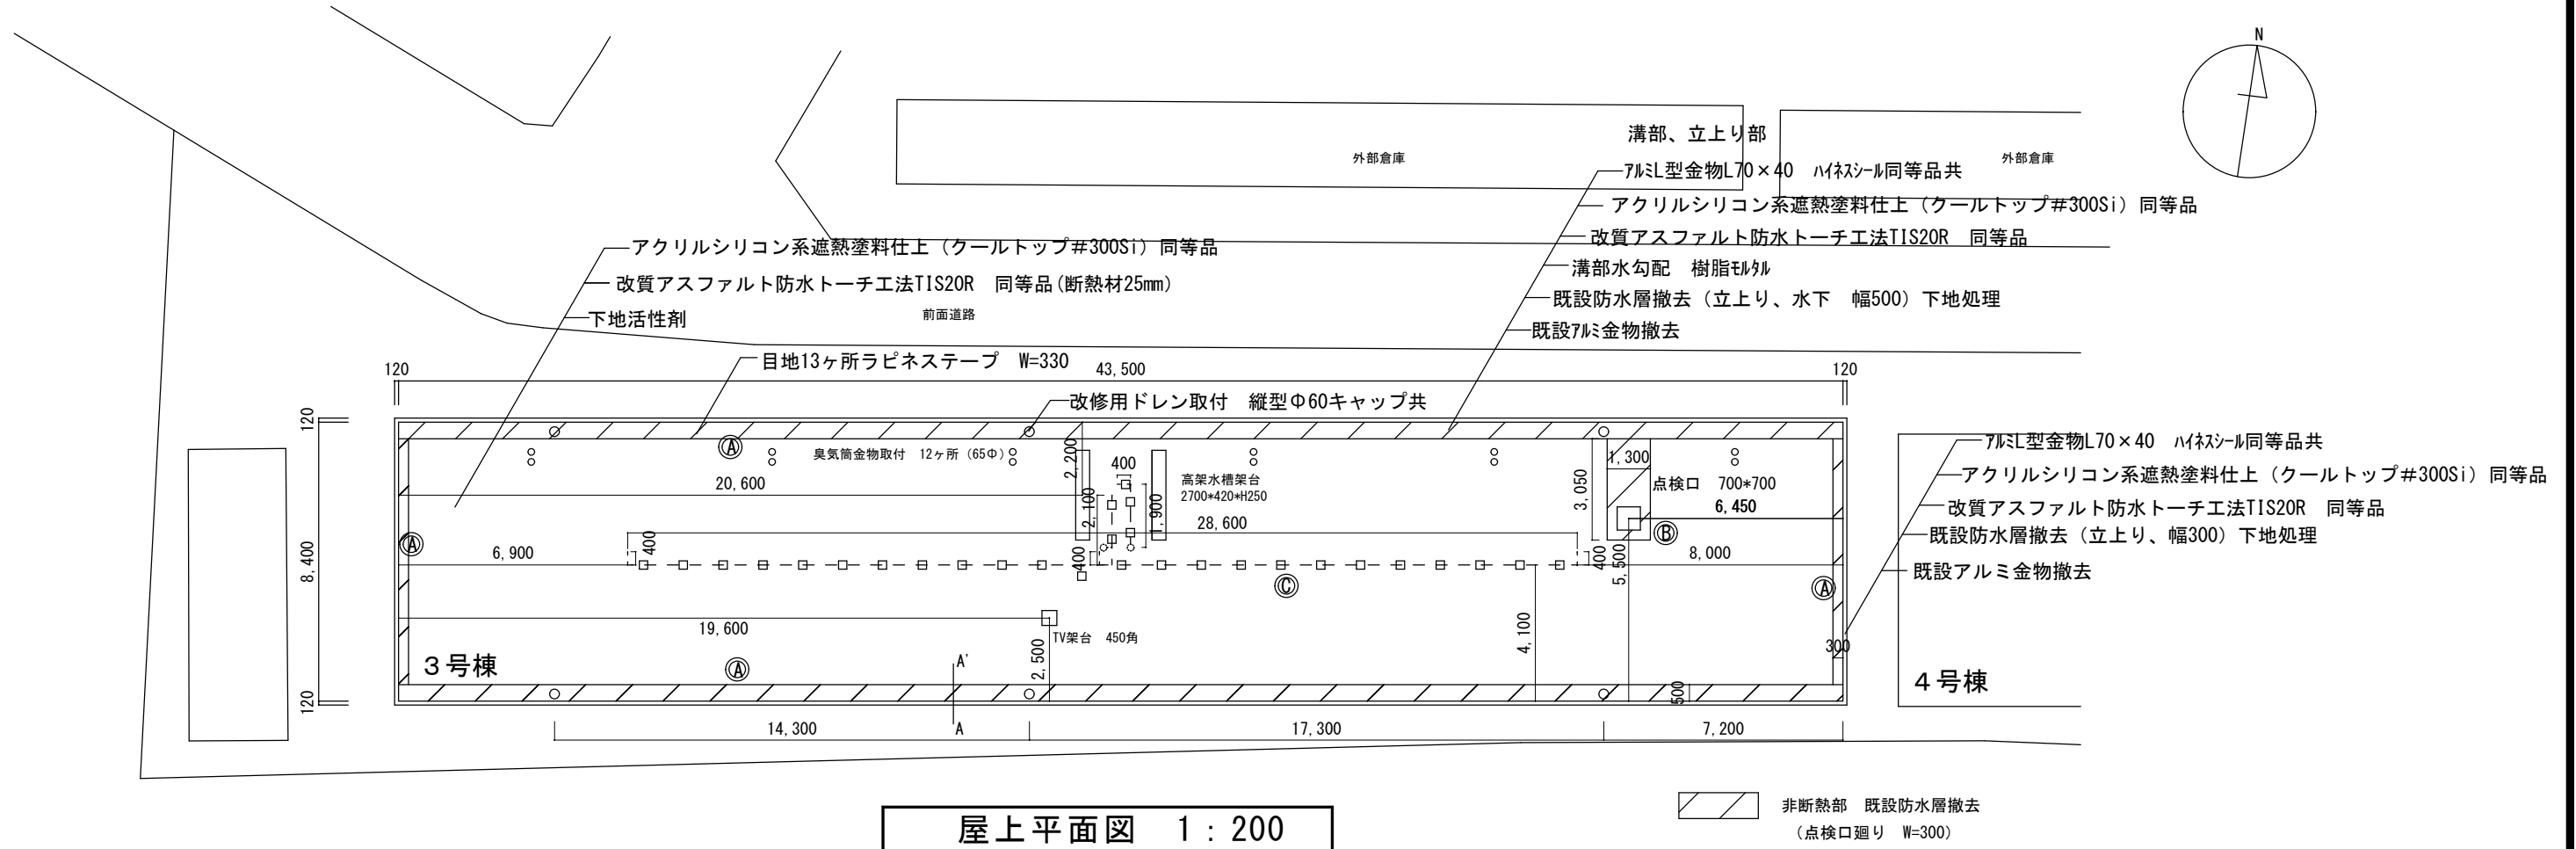 N
溝部、立上り部
外部倉庫
外部倉庫
ｱﾙﾐL型金物L70×40　ﾊｲﾈｽｼｰﾙ同等品共
アクリルシリコン系遮熱塗料仕上（クールトップ＃300Si）同等品
改質アスファルト防水トーチ工法TIS20R　同等品
溝部水勾配　樹脂ﾓﾙﾀﾙ
既設防水層撤去（立上り、水下　幅500）下地処理
既設ｱﾙﾐ金物撤去
アクリルシリコン系遮熱塗料仕上（クールトップ＃300Si）同等品
改質アスファルト防水トーチ工法TIS20R　同等品(断熱材25mm)
下地活性剤
前面道路
目地13ヶ所ラピネステープ　W=330
120
43,500
120
改修用ドレン取付　縦型Φ60キャップ共
120
8,400
120
Ⓐ
臭気筒金物取付　12ヶ所（65Φ）
2,200
400
高架水槽架台
2700*420*H250
1,300
点検口　700*700
6,450
3,050
20,600
2,100
1,900
28,600
Ⓐ
6,900
400
400
400
5,500
Ⓑ
8,000
Ⓒ
Ⓐ
19,600
TV架台　450角
2,500
4,100
300
3号棟
Ⓐ
A'
A
500
14,300
17,300
7,200
ｱﾙﾐL型金物L70×40　ﾊｲﾈｽｼｰﾙ同等品共
アクリルシリコン系遮熱塗料仕上（クールトップ＃300Si）同等品
改質アスファルト防水トーチ工法TIS20R　同等品
既設防水層撤去（立上り、幅300）下地処理
既設アルミ金物撤去
4号棟
屋上平面図　1：200
非断熱部　既設防水層撤去
（点検口廻り　W=300）